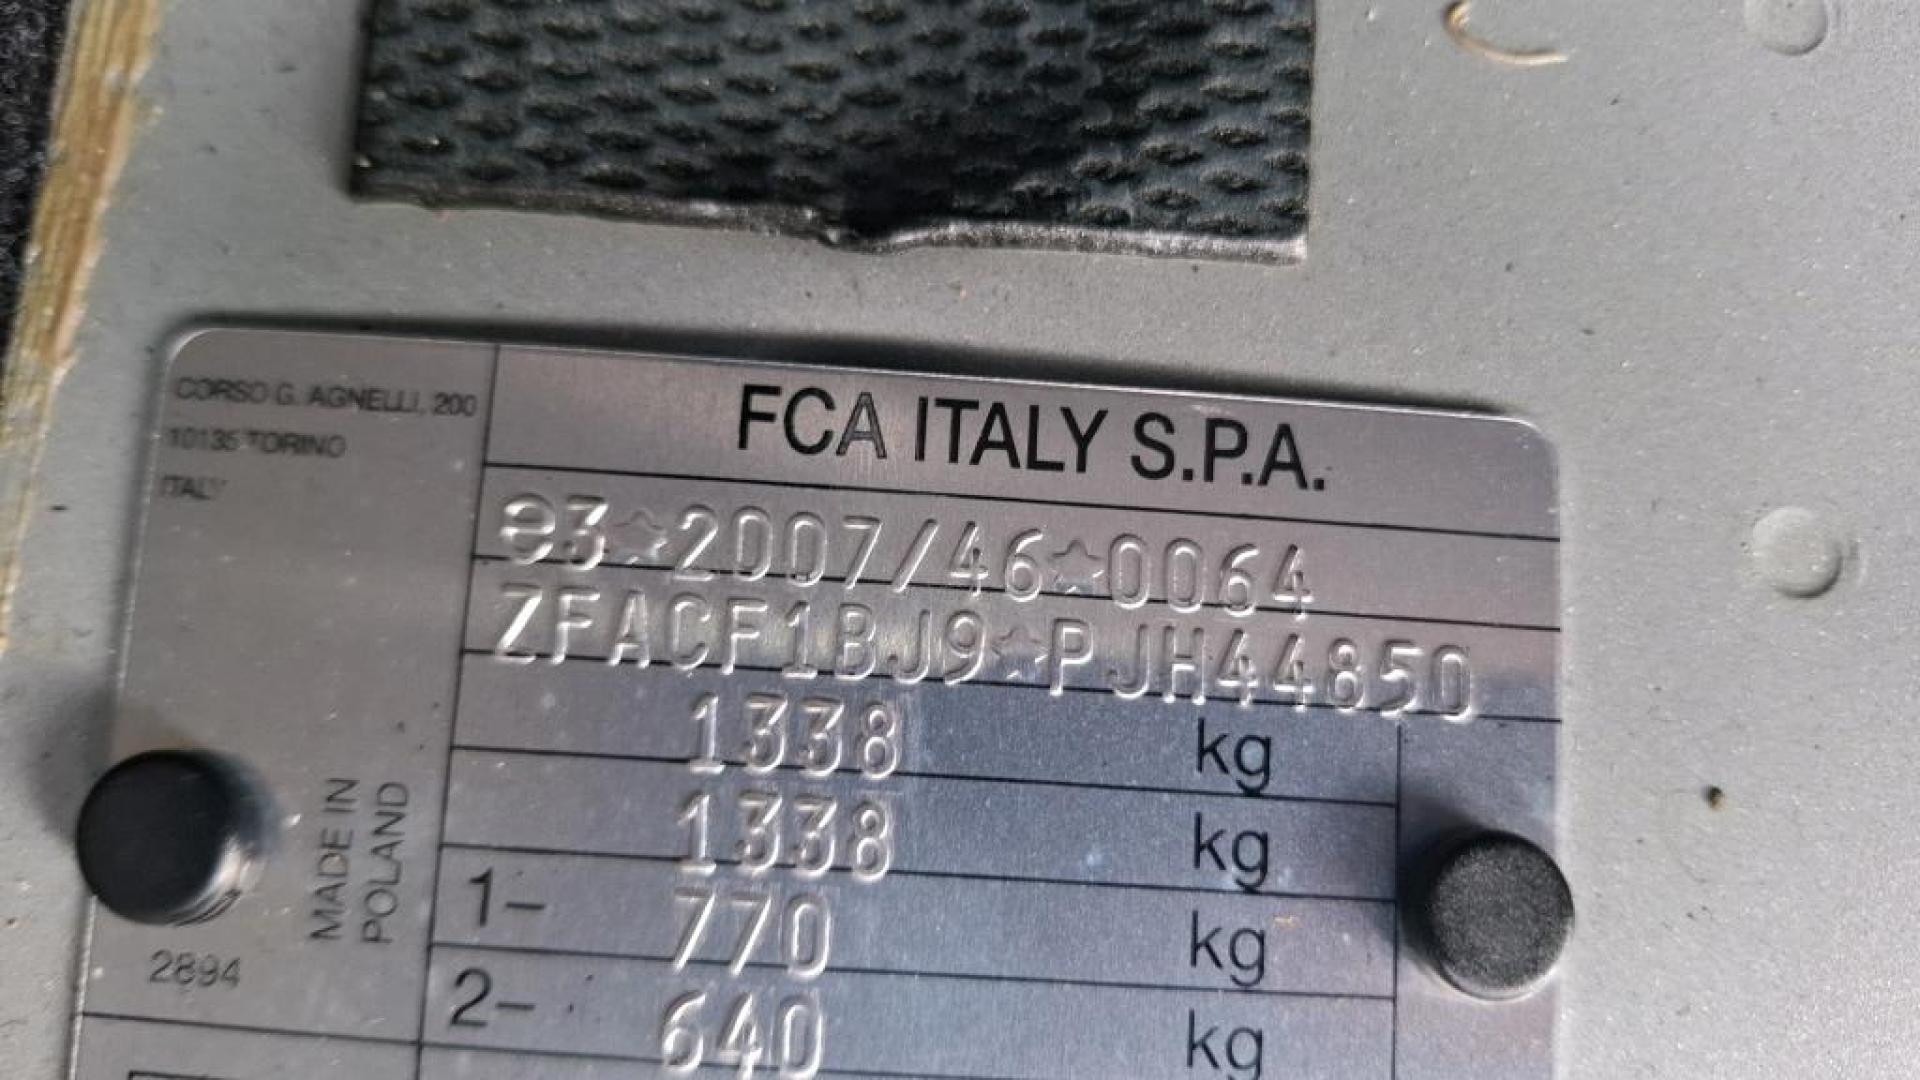 CORSO G. AGNELLI, 200
10135 TORINO
ITALY
FCA ITALY S.P.A.
e3☆2007/46☆0064
ZFACF1BJ9☆PJH44850
1338 kg
1338 kg
1- 770 kg
2- 640 kg
MADE IN
POLAND
2894